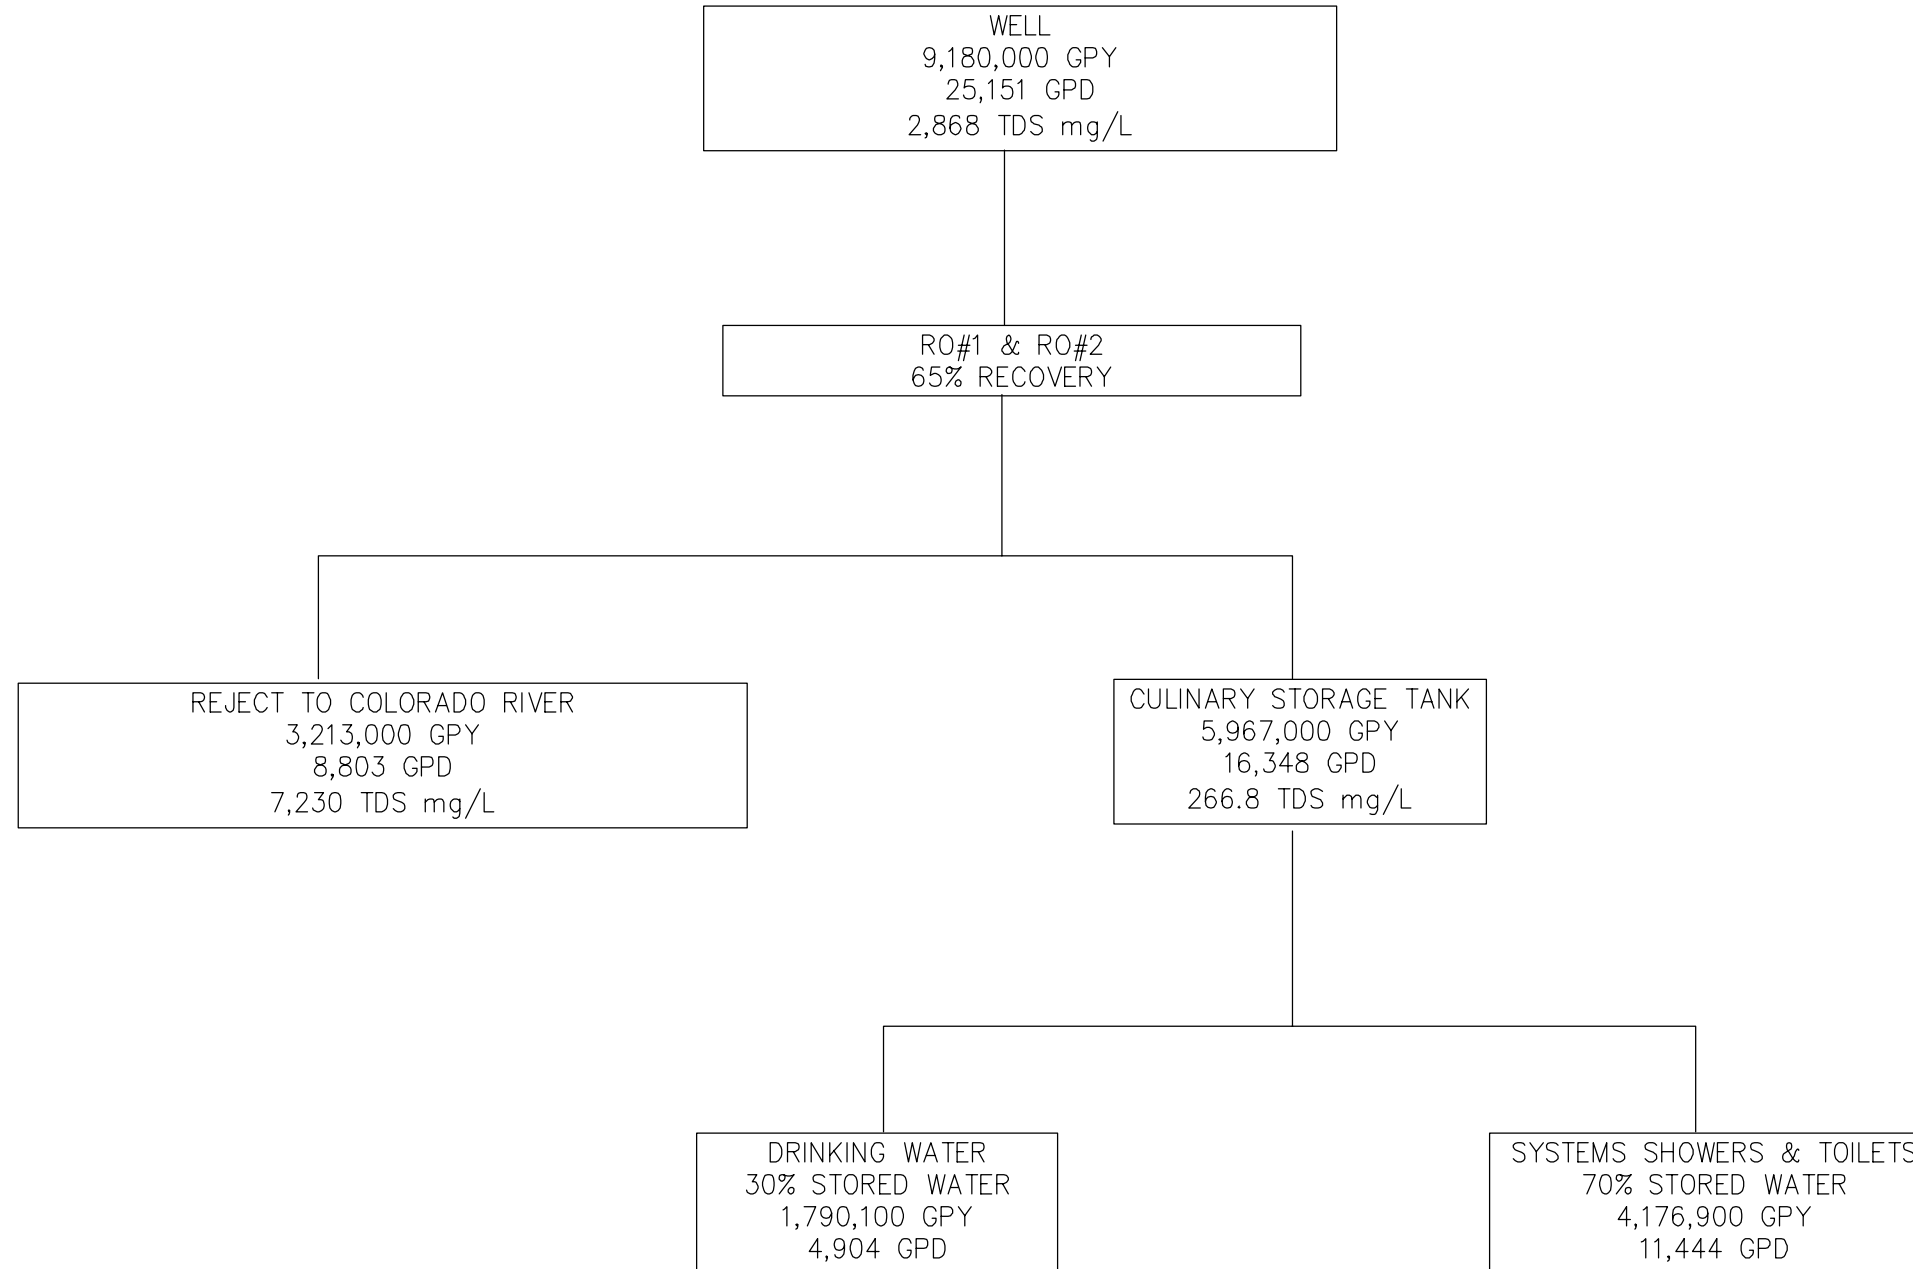 WELL
9,180,000 GPY
25,151 GPD
2,868 TDS mg/L
RO#1 & RO#2
65% RECOVERY
REJECT TO COLORADO RIVER
3,213,000 GPY
8,803 GPD
7,230 TDS mg/L
CULINARY STORAGE TANK
5,967,000 GPY
16,348 GPD
266.8 TDS mg/L
DRINKING WATER
30% STORED WATER
1,790,100 GPY
4,904 GPD
SYSTEMS SHOWERS & TOILETS
70% STORED WATER
4,176,900 GPY
11,444 GPD